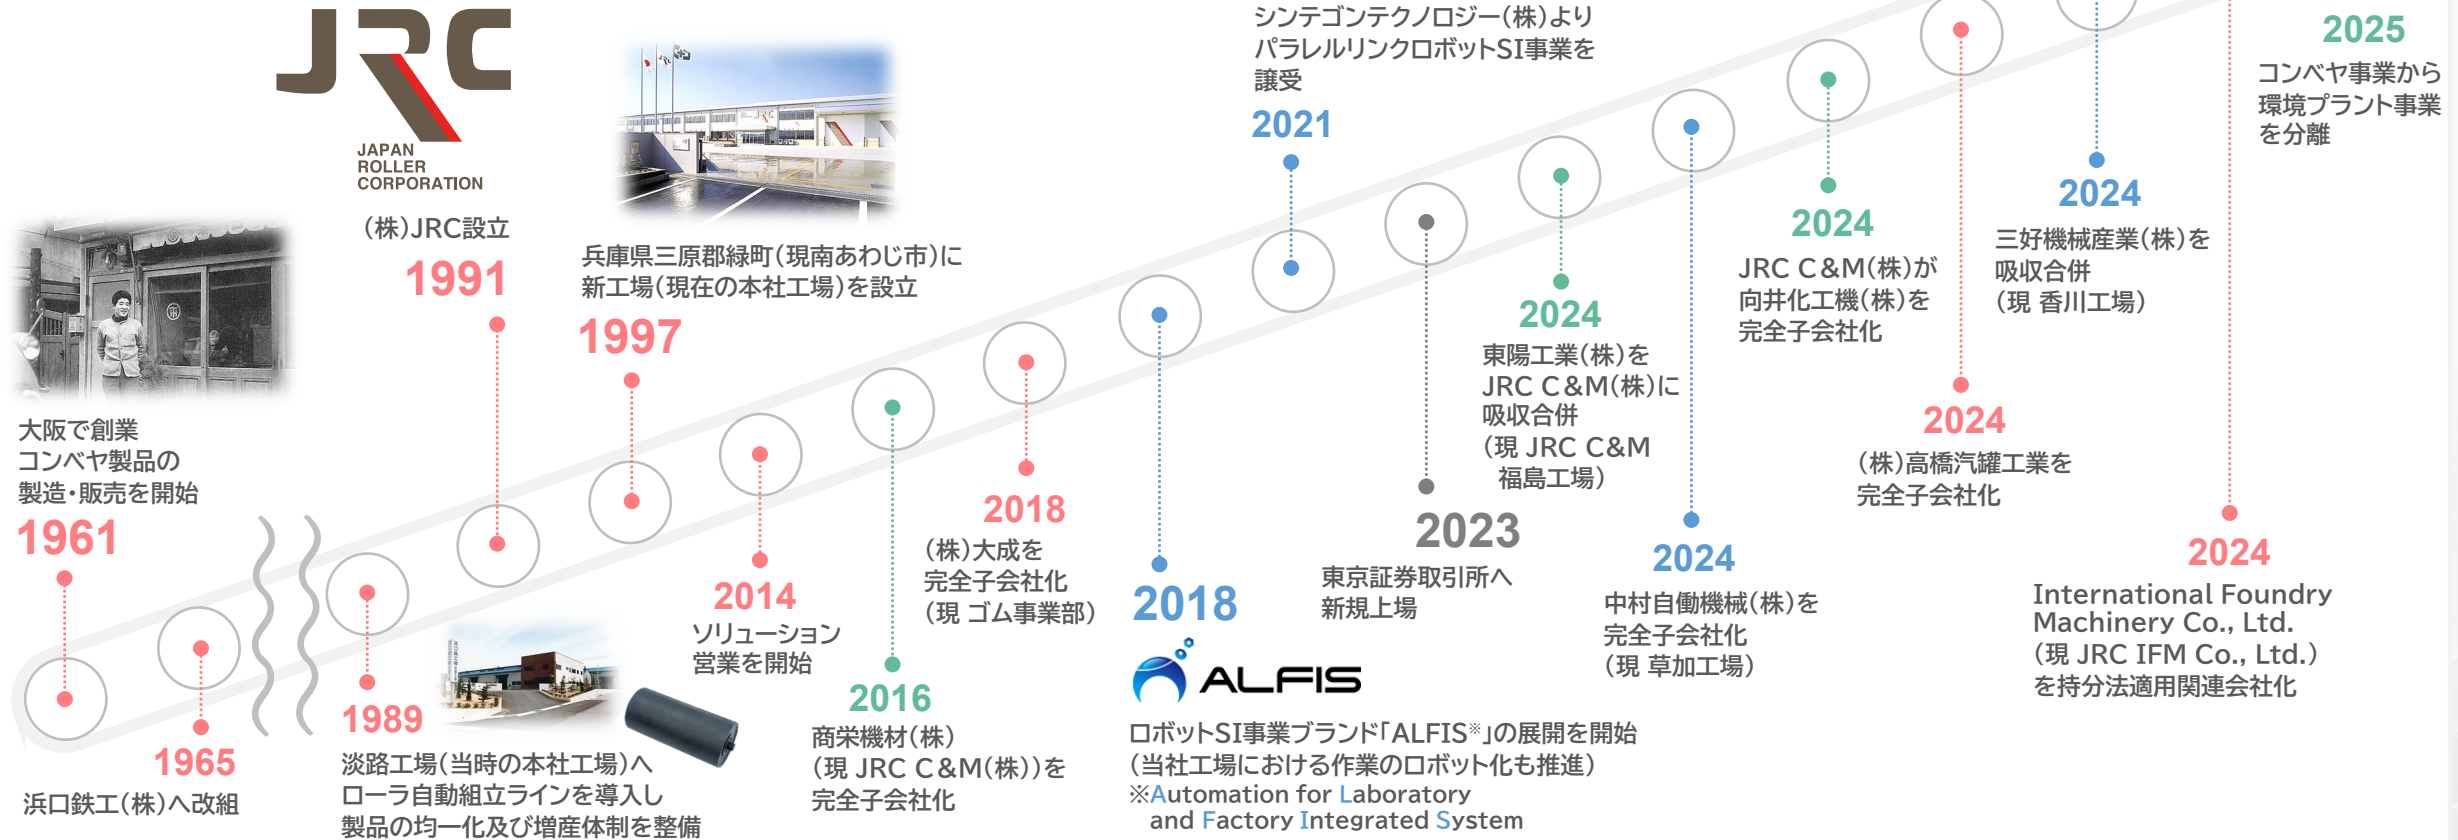 JRC
JAPAN
ROLLER
CORPORATION
大阪で創業
コンベヤ製品の
製造・販売を開始
1961
1965
浜口鉄工(株)へ改組
1989
淡路工場(当時の本社工場)へ
ローラ自動組立ラインを導入し
製品の均一化及び増産体制を整備
(株)JRC設立
1991
兵庫県三原郡緑町(現南あわじ市)に
新工場(現在の本社工場)を設立
1997
2014
ソリューション
営業を開始
2016
商栄機材(株)
(現 JRC C&M(株))を
完全子会社化
2018
(株)大成を
完全子会社化
(現 ゴム事業部)
2018
ALFIS
ロボットSI事業ブランド「ALFIS※」の展開を開始
(当社工場における作業のロボット化も推進)
※Automation for Laboratory
and Factory Integrated System
シンテゴンテクノロジー(株)より
パラレルリンクロボットSI事業を
譲受
2021
2023
東京証券取引所へ
新規上場
2024
東陽工業(株)を
JRC C&M(株)に
吸収合併
(現 JRC C&M
福島工場)
2024
中村自働機械(株)を
完全子会社化
(現 草加工場)
2024
JRC C&M(株)が
向井化工機(株)を
完全子会社化
2024
(株)高橋汽罐工業を
完全子会社化
2024
三好機械産業(株)を
吸収合併
(現 香川工場)
2024
International Foundry
Machinery Co., Ltd.
(現 JRC IFM Co., Ltd.)
を持分法適用関連会社化
2025
コンベヤ事業から
環境プラント事業
を分離